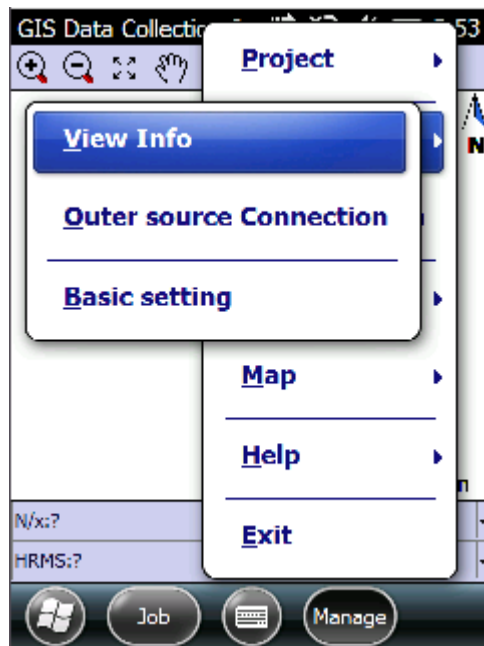 GIS Data Collectio
53
Project
View Info
N
Outer source Connection
Basic setting
Map
Help
n
N/x:?
Exit
HRMS:?
Job
Manage